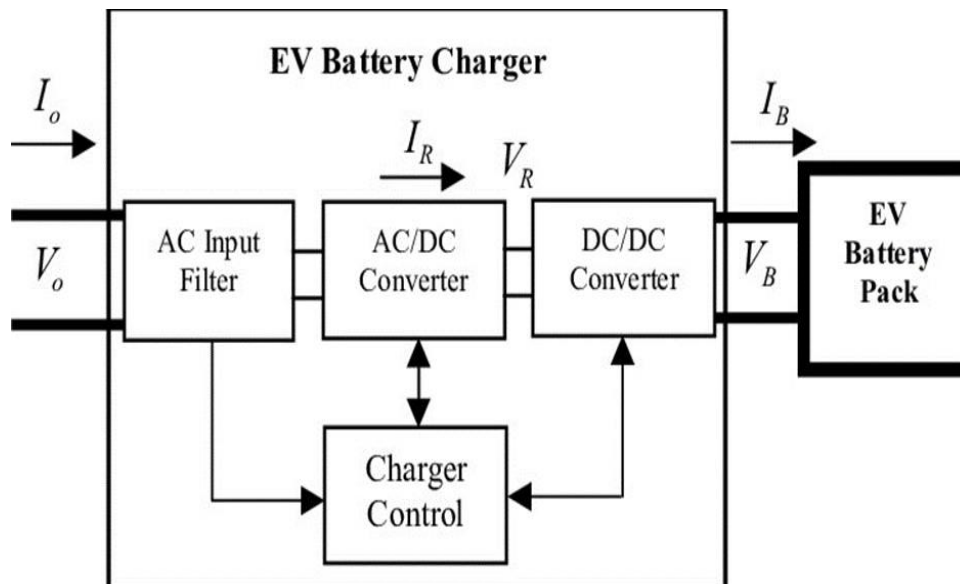 EV Battery Charger
I_o
I_R
V_R
I_B
AC Input
Filter
AC/DC
Converter
DC/DC
Converter
V_o
V_B
EV
Battery
Pack
Charger
Control